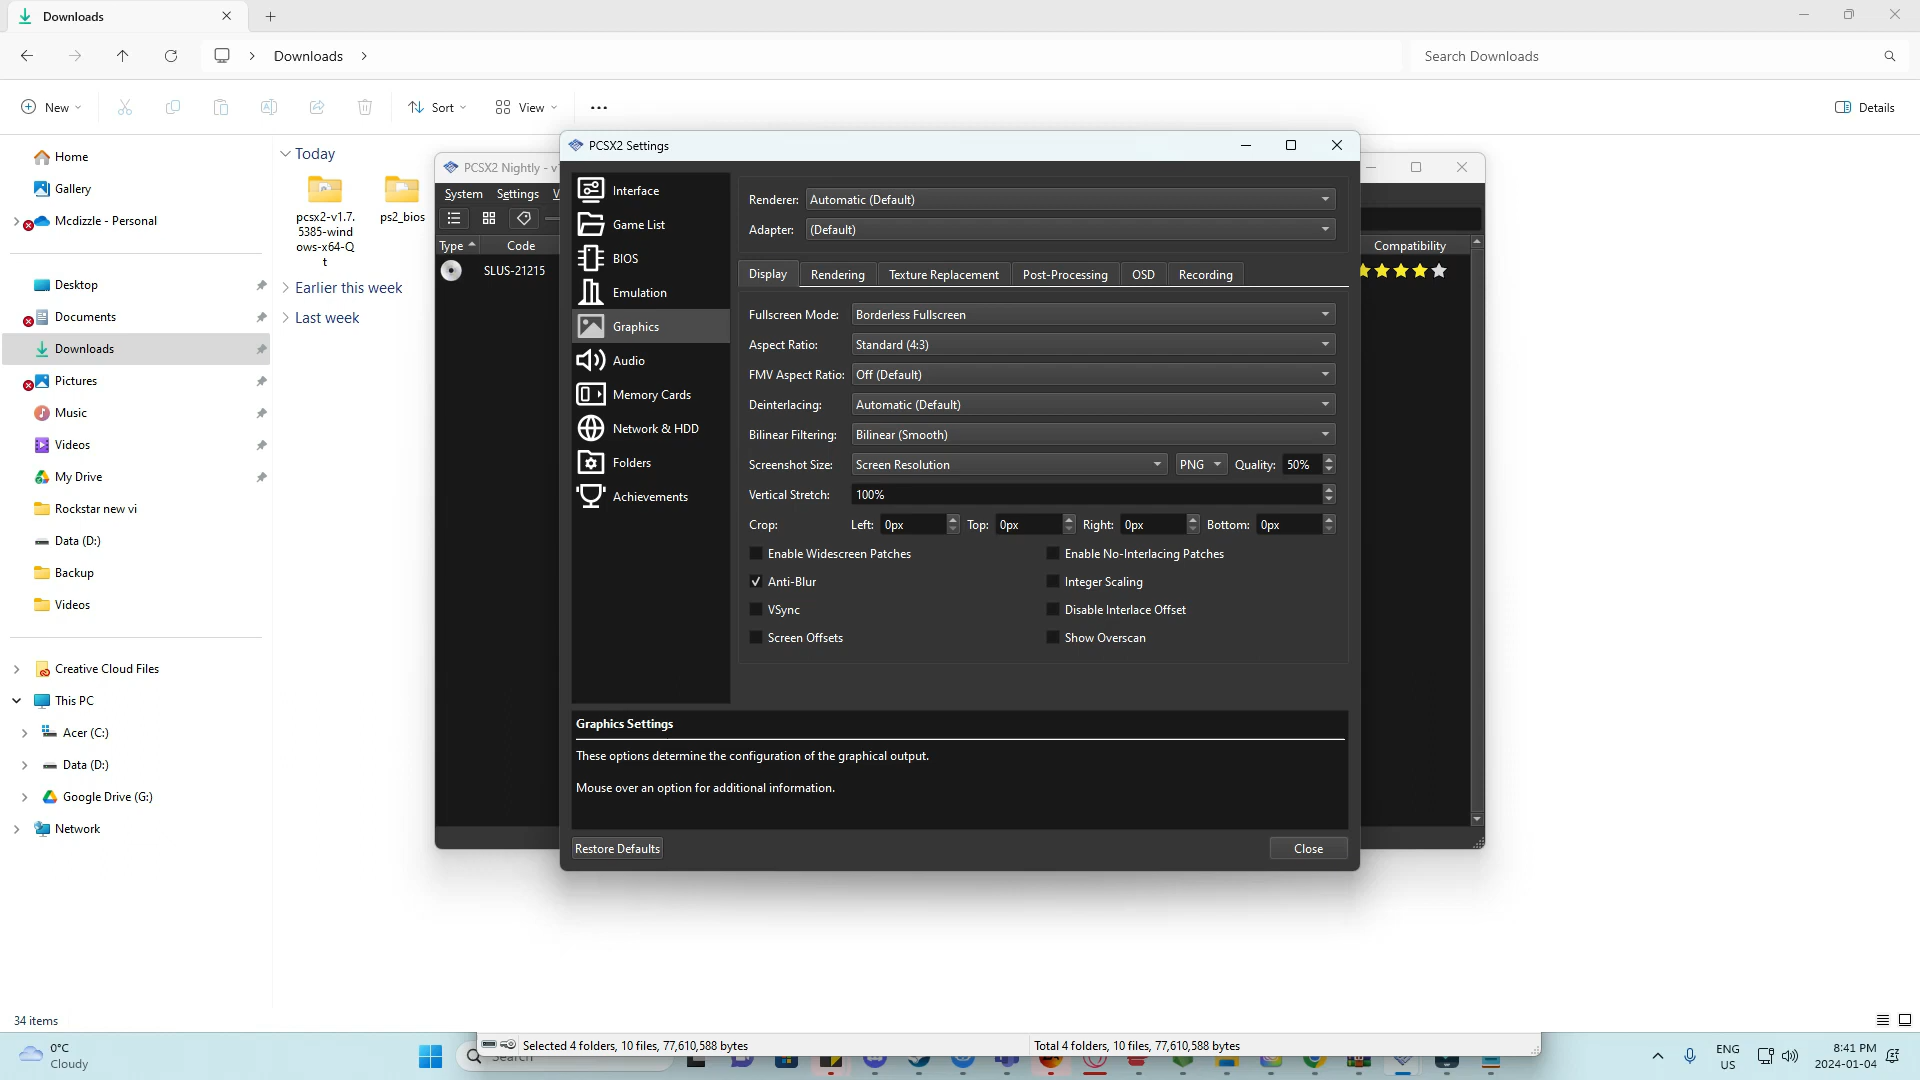 Downloads
Downloads
Search Downloads
New
Sort
View
Details
Home
Gallery
Mcdizzle - Personal
Desktop
Documents
Downloads
Pictures
Music
Videos
My Drive
Rockstar new vi
Data (D:)
Backup
Videos
Creative Cloud Files
This PC
Acer (C:)
Data (D:)
Google Drive (G:)
Network
Today
pcsx2-v1.7.
5385-wind
ows-x64-Q
t
ps2_bios
Earlier this week
Last week
PCSX2 Nightly - v
System Settings V
Type Code
SLUS-21215
Compatibility
PCSX2 Settings
Interface
Game List
BIOS
Emulation
Graphics
Audio
Memory Cards
Network & HDD
Folders
Achievements
Renderer: Automatic (Default)
Adapter: (Default)
Display Rendering Texture Replacement Post-Processing OSD Recording
Fullscreen Mode: Borderless Fullscreen
Aspect Ratio: Standard (4:3)
FMV Aspect Ratio: Off (Default)
Deinterlacing: Automatic (Default)
Bilinear Filtering: Bilinear (Smooth)
Screenshot Size: Screen Resolution PNG Quality: 50%
Vertical Stretch: 100%
Crop: Left: 0px Top: 0px Right: 0px Bottom: 0px
Enable Widescreen Patches Enable No-Interlacing Patches
Anti-Blur Integer Scaling
VSync Disable Interlace Offset
Screen Offsets Show Overscan
Graphics Settings
These options determine the configuration of the graphical output.
Mouse over an option for additional information.
Restore Defaults
Close
34 items
0°C
Cloudy
Search
Selected 4 folders, 10 files, 77,610,588 bytes
Total 4 folders, 10 files, 77,610,588 bytes
ENG
US
8:41 PM
2024-01-04